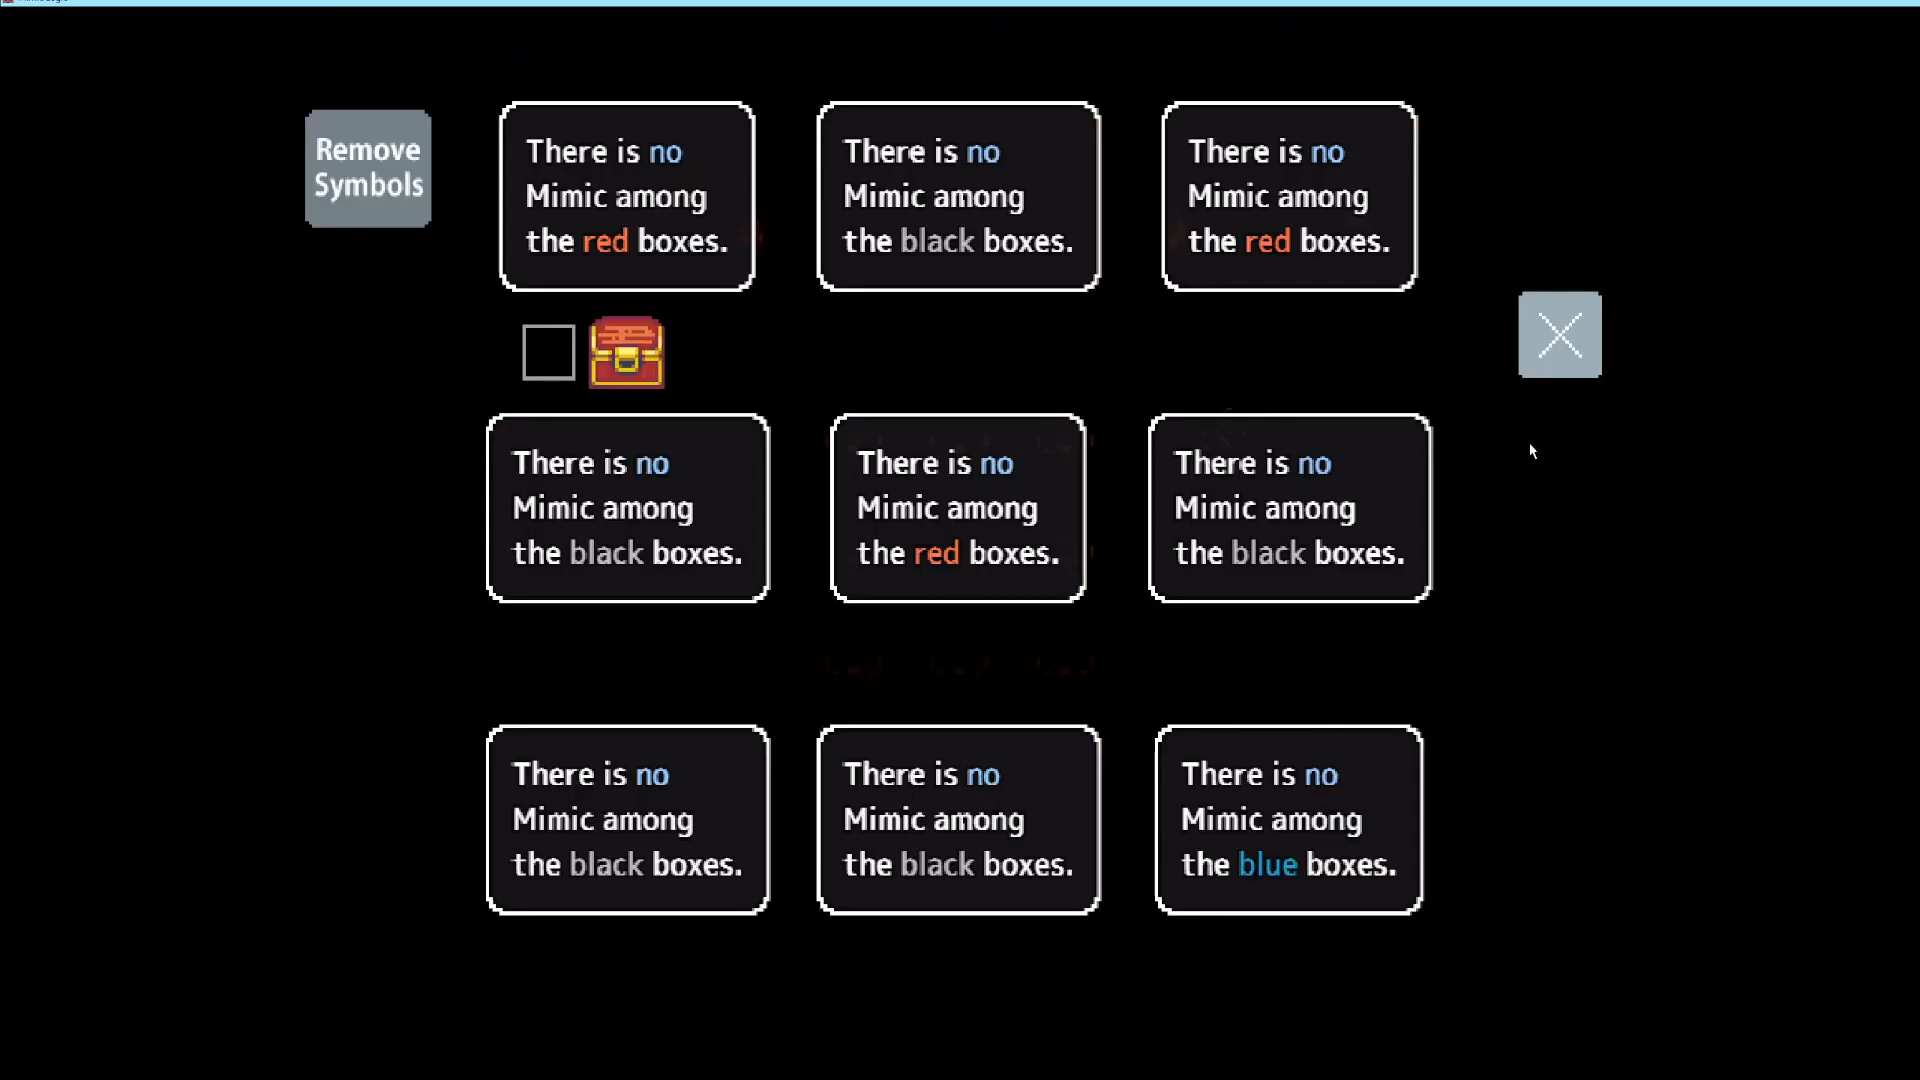 Remove
Symbols
There is no
Mimic among
the red boxes.
There is no
Mimic among
the black boxes.
There is no
Mimic among
the red boxes.
There is no
Mimic among
the black boxes.
There is no
Mimic among
the red boxes.
There is no
Mimic among
the black boxes.
There is no
Mimic among
the black boxes.
There is no
Mimic among
the black boxes.
There is no
Mimic among
the blue boxes.